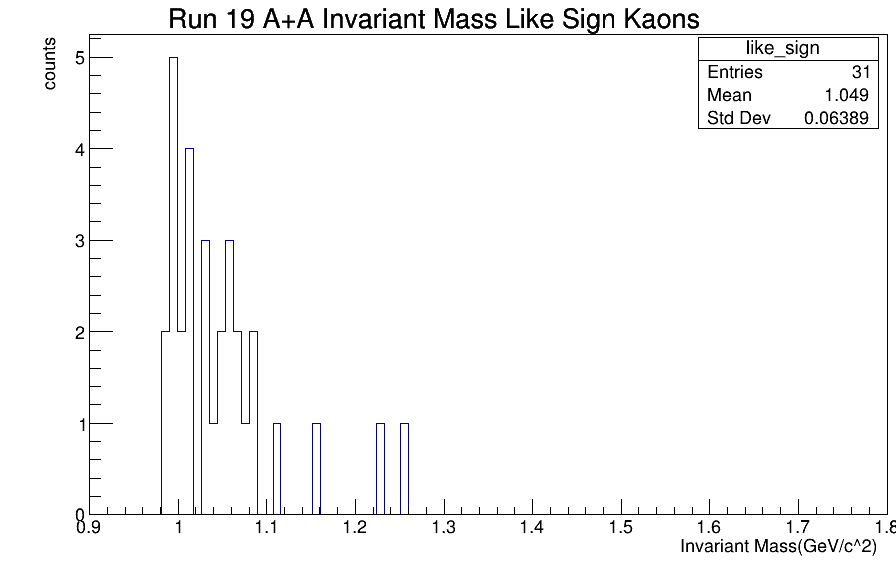 Run 19 A+A Invariant Mass Like Sign Kaons
counts
like_sign
Entries 31
Mean 1.049
Std Dev 0.06389
5
4
3
2
1
0
0.9 1 1.1 1.2 1.3 1.4 1.5 1.6 1.7 1.8
Invariant Mass(GeV/c^2)